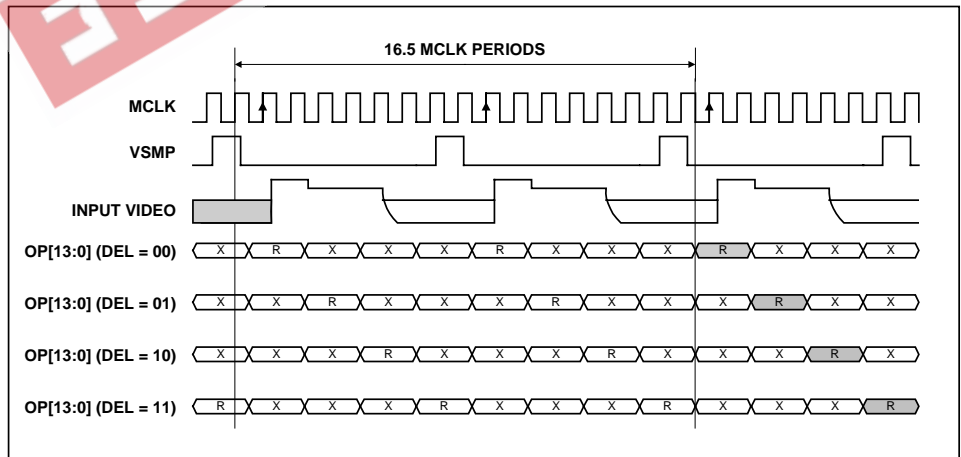 16.5 MCLK PERIODS
MCLK
VSMP
INPUT VIDEO
OP[13:0] (DEL = 00) X R X X X R X X X R X X X
OP[13:0] (DEL = 01) X X R X X X R X X X R X X
OP[13:0] (DEL = 10) X X X R X X X R X X X R X
OP[13:0] (DEL = 11) R X X X R X X X R X X X R